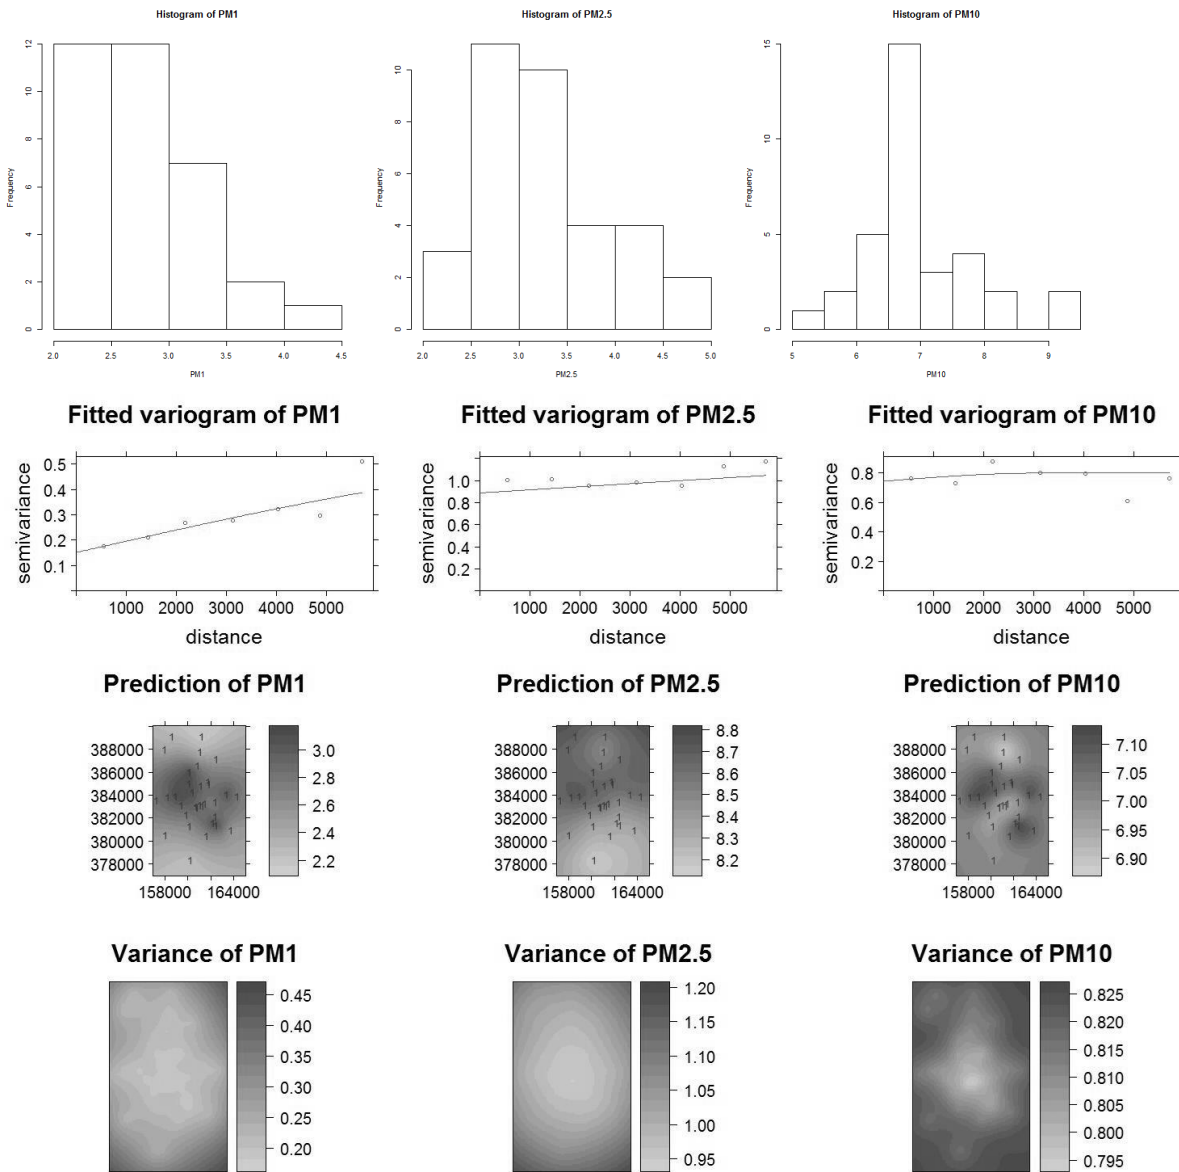 Histogram of PM1
Histogram of PM2.5
Histogram of PM10
Frequency
12
10
8
6
4
2
0
2.0 2.5 3.0 3.5 4.0 4.5
PM1
Frequency
10
8
6
4
2
0
2.0 2.5 3.0 3.5 4.0 4.5 5.0
PM2.5
Frequency
15
10
5
0
5 6 7 8 9
PM10
Fitted variogram of PM1
Fitted variogram of PM2.5
Fitted variogram of PM10
semivariance
0.5
0.4
0.3
0.2
0.1
1000 2000 3000 4000 5000
distance
semivariance
1.0
0.8
0.6
0.4
0.2
1000 2000 3000 4000 5000
distance
semivariance
0.8
0.6
0.4
0.2
1000 2000 3000 4000 5000
distance
Prediction of PM1
Prediction of PM2.5
Prediction of PM10
388000
386000
384000
382000
380000
378000
158000 164000
3.0
2.8
2.6
2.4
2.2
388000
386000
384000
382000
380000
378000
158000 164000
8.8
8.7
8.6
8.5
8.4
8.3
8.2
388000
386000
384000
382000
380000
378000
158000 164000
7.10
7.05
7.00
6.95
6.90
Variance of PM1
Variance of PM2.5
Variance of PM10
0.45
0.40
0.35
0.30
0.25
0.20
1.20
1.15
1.10
1.05
1.00
0.95
0.825
0.820
0.815
0.810
0.805
0.800
0.795